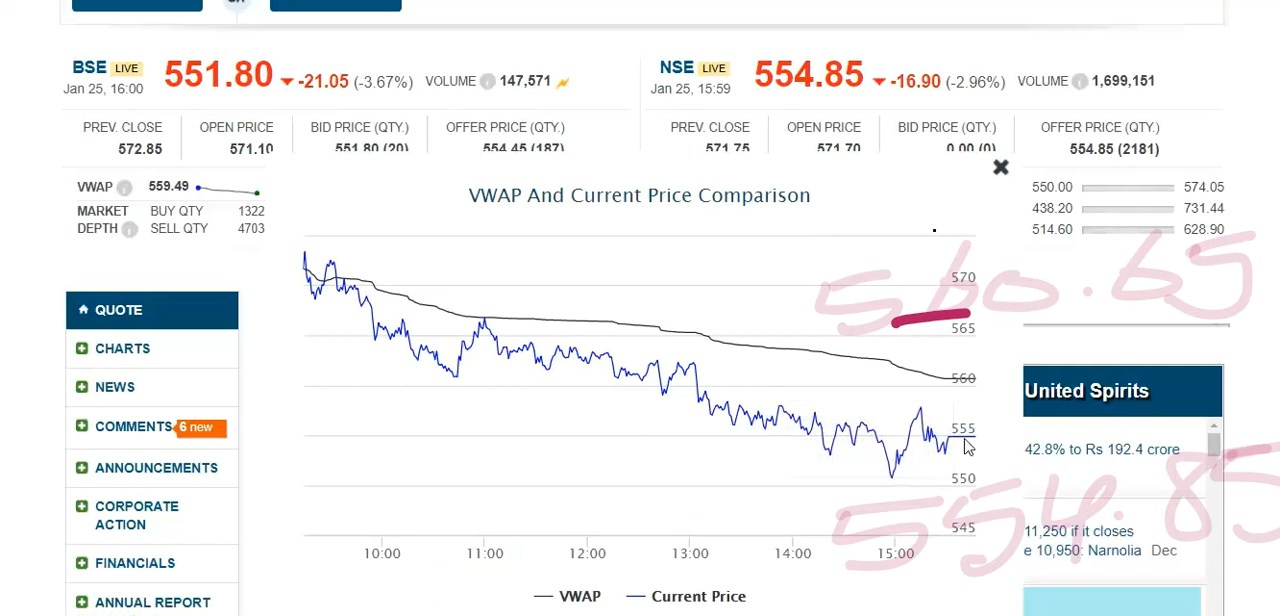 BSE LIVE 551.80 -21.05 (-3.67%) VOLUME 147,571
Jan 25, 16:00
PREV. CLOSE OPEN PRICE BID PRICE (QTY.) OFFER PRICE (QTY.)
572.85 571.10 551.80 (20) 554.45 (187)
NSE LIVE 554.85 -16.90 (-2.96%) VOLUME 1,699,151
Jan 25, 15:59
PREV. CLOSE OPEN PRICE BID PRICE (QTY.) OFFER PRICE (QTY.)
571.75 571.70 0.00 (0) 554.85 (2181)
VWAP 559.49
MARKET BUY QTY 1322
DEPTH SELL QTY 4703
550.00 574.05
438.20 731.44
514.60 628.90
QUOTE
CHARTS
NEWS
COMMENTS 6 new
ANNOUNCEMENTS
CORPORATE
ACTION
FINANCIALS
ANNUAL REPORT
VWAP And Current Price Comparison
570
565
560
555
550
545
10:00 11:00 12:00 13:00 14:00 15:00
VWAP Current Price
560.65
554.85
United Spirits
42.8% to Rs 192.4 crore
11,250 if it closes
e 10,950: Narnolia Dec